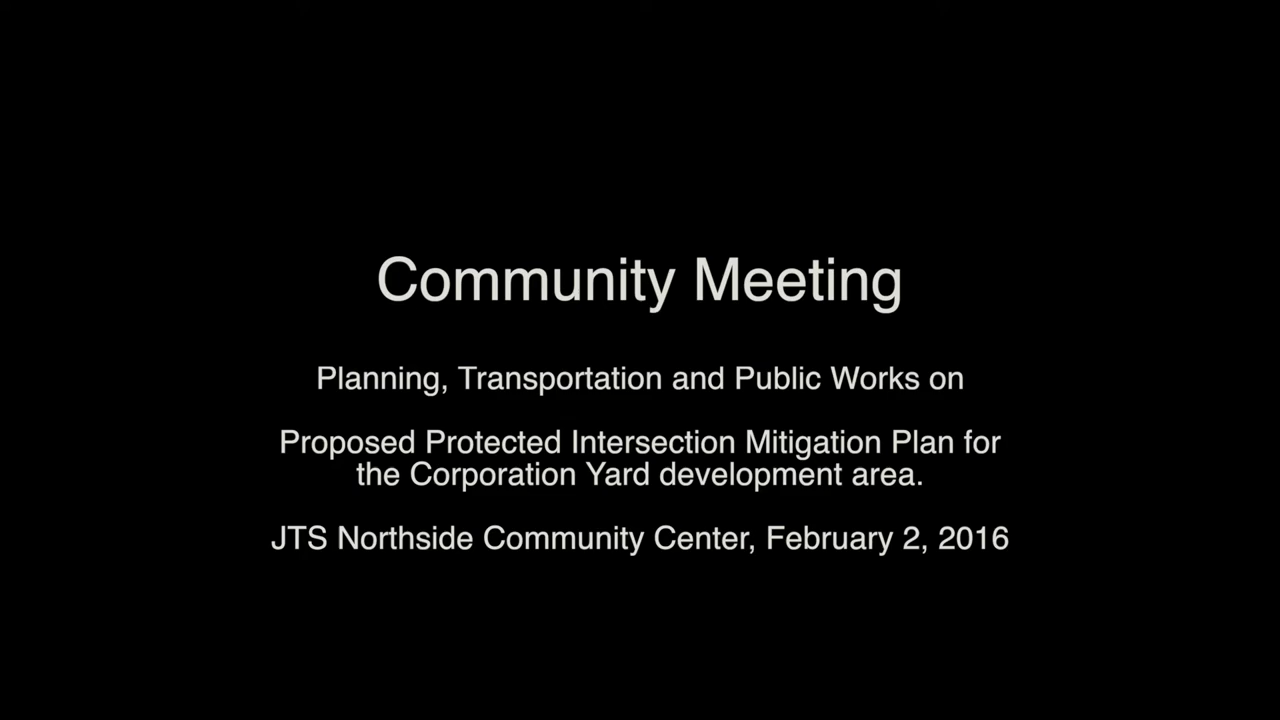 Community Meeting
Planning, Transportation and Public Works on
Proposed Protected Intersection Mitigation Plan for
the Corporation Yard development area.
JTS Northside Community Center, February 2, 2016